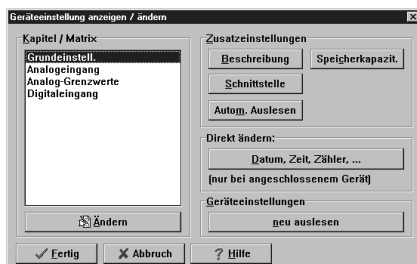 Geräteeinstellung anzeigen / ändern
Kapitel / Matrix
Grundeinstell.
Analogeingang
Analog-Grenzwerte
Digitaleingang
Ändern
Zusatzeinstellungen
Beschreibung
Speicherkapazit.
Schnittstelle
Autom. Auslesen
Direkt ändern:
Datum, Zeit, Zähler, ...
(nur bei angeschlossenem Gerät)
Geräteeinstellungen
neu auslesen
Fertig
Abbruch
? Hilfe